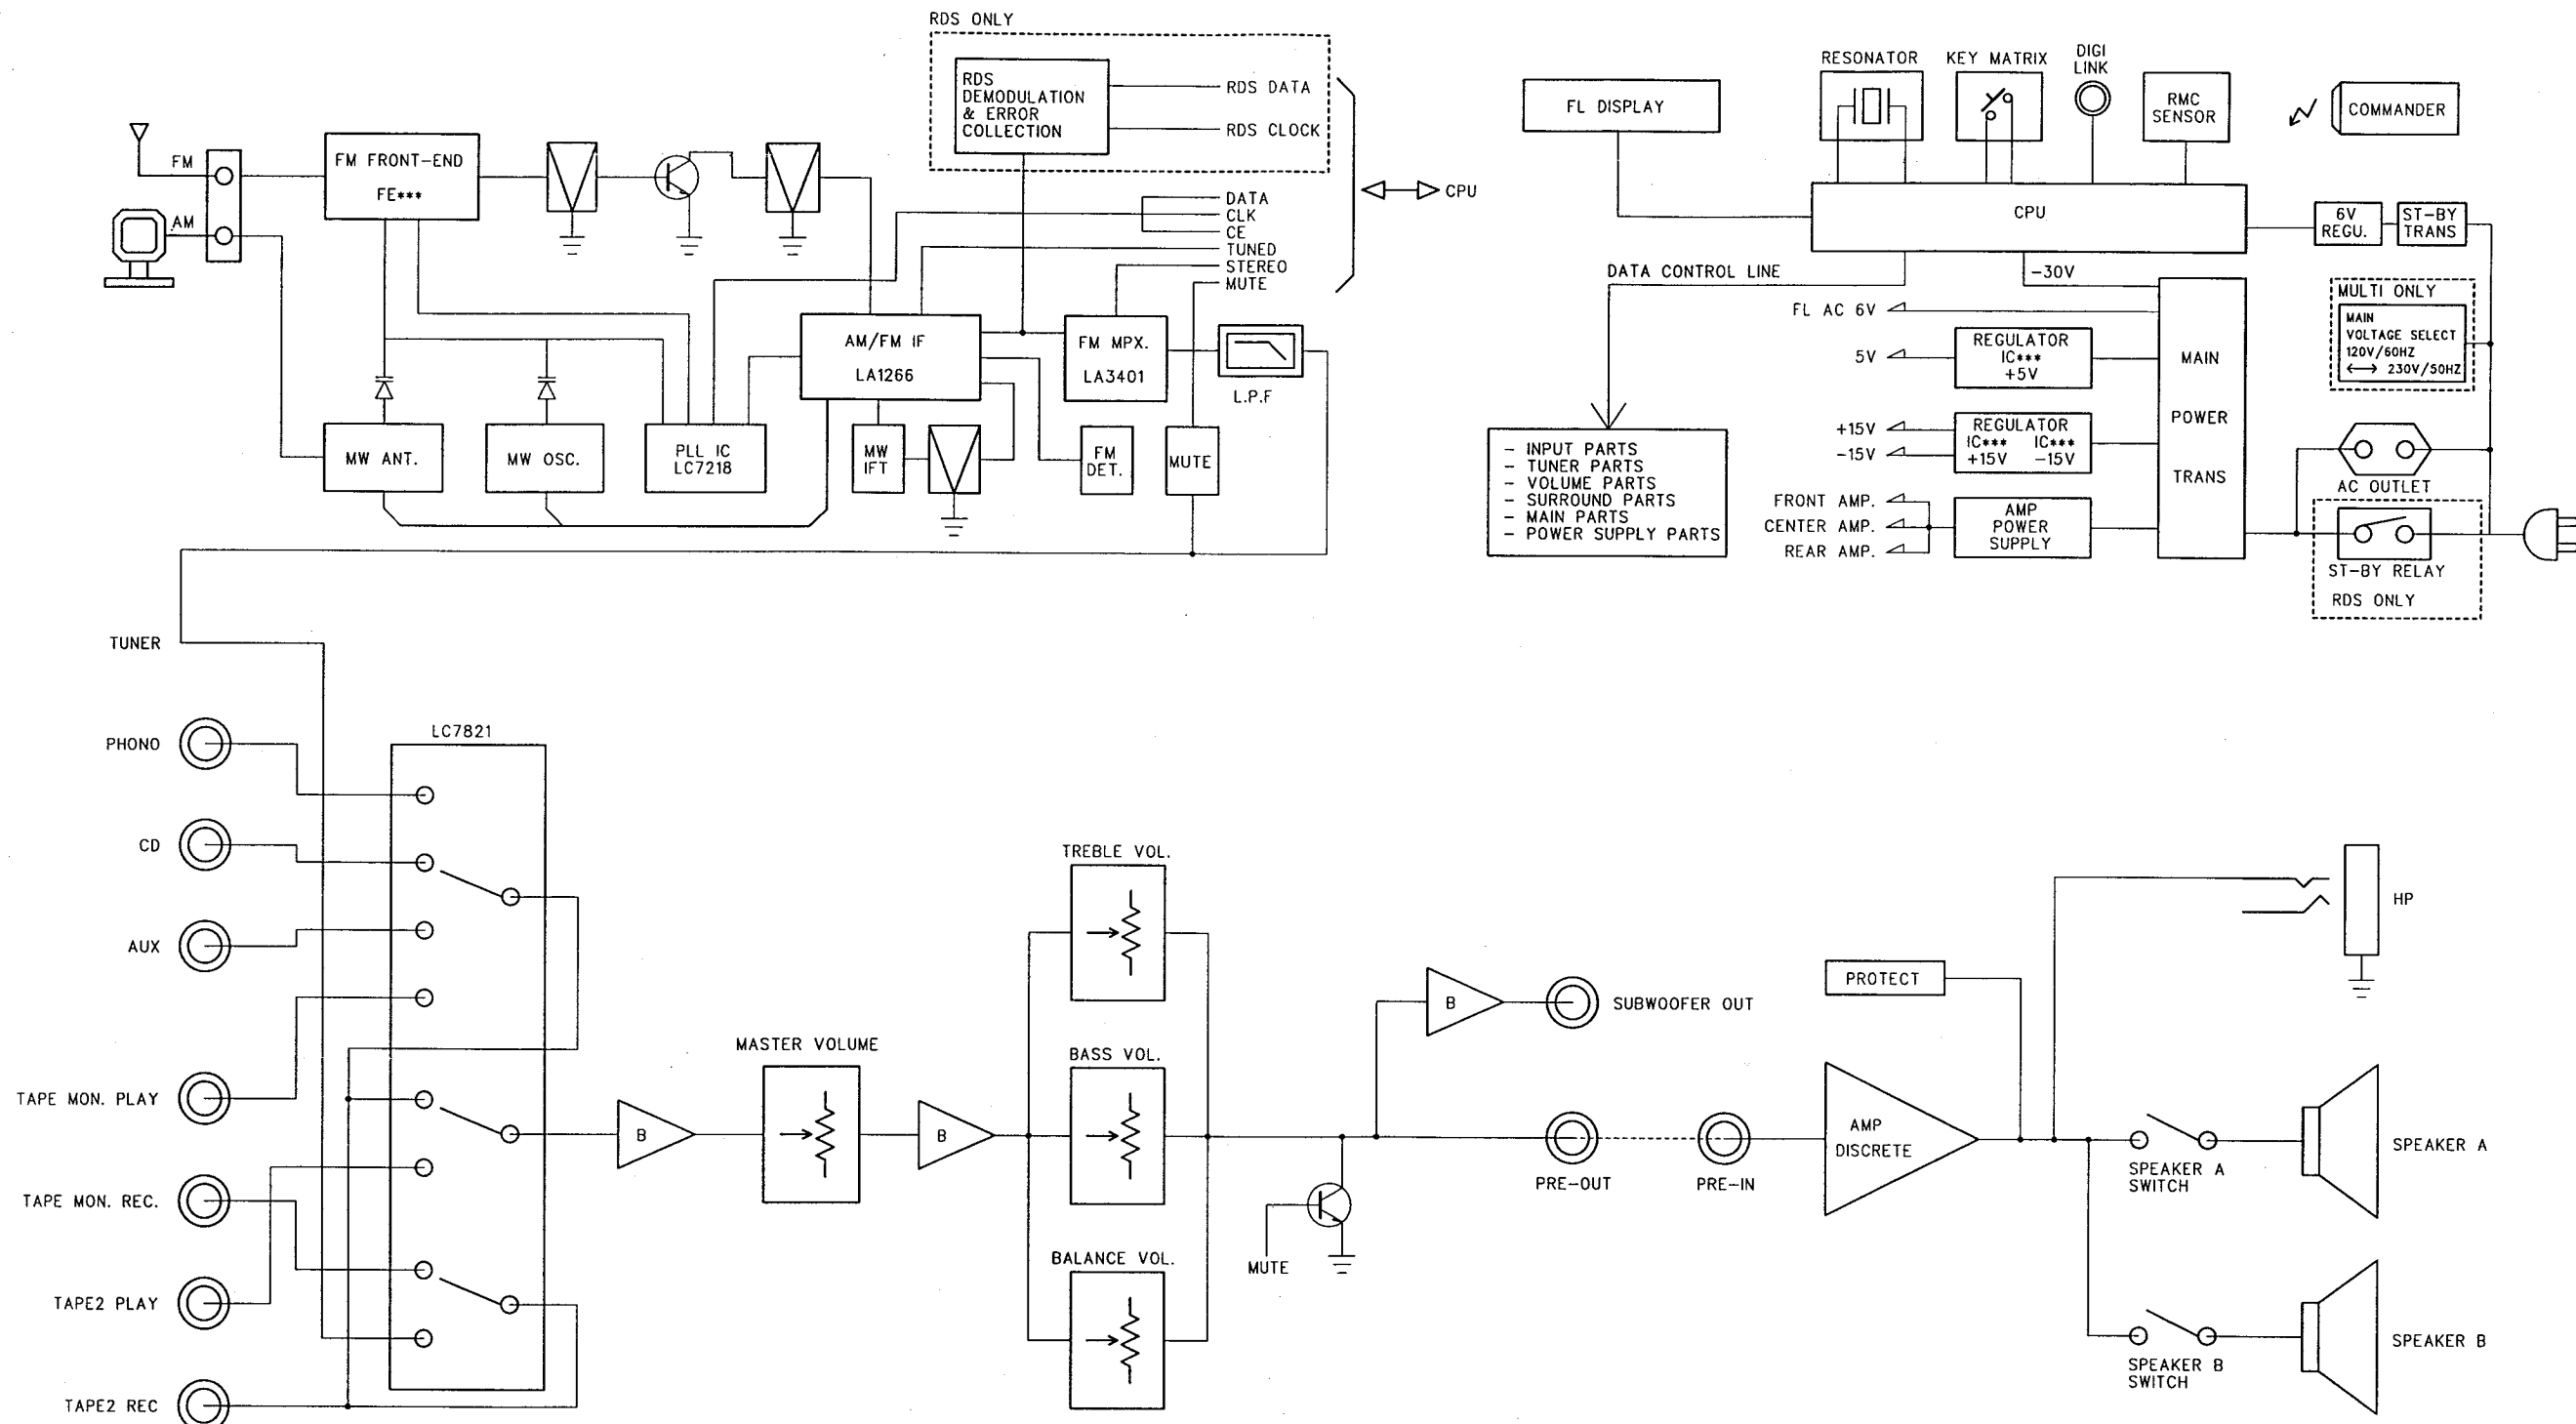 RDS ONLY
RDS
DEMODULATION
& ERROR
COLLECTION
RDS DATA
RDS CLOCK
FM
AM
FM FRONT-END
FE***
DATA
CLK
CE
TUNED
STEREO
MUTE
CPU
AM/FM IF
LA1266
FM MPX.
LA3401
L.P.F
MW ANT.
MW OSC.
PLL IC
LC7218
MW
IFT
FM
DET.
MUTE
FL DISPLAY
RESONATOR
KEY MATRIX
DIGI
LINK
RMC
SENSOR
COMMANDER
CPU
6V
REGU.
ST-BY
TRANS
DATA CONTROL LINE
-30V
FL AC 6V
5V
REGULATOR
IC***
+5V
+15V
-15V
REGULATOR
IC*** IC***
+15V -15V
FRONT AMP.
CENTER AMP.
REAR AMP.
AMP
POWER
SUPPLY
MAIN
POWER
TRANS
MULTI ONLY
MAIN
VOLTAGE SELECT
120V/60HZ
↔ 230V/50HZ
AC OUTLET
ST-BY RELAY
RDS ONLY
- INPUT PARTS
- TUNER PARTS
- VOLUME PARTS
- SURROUND PARTS
- MAIN PARTS
- POWER SUPPLY PARTS
TUNER
PHONO
CD
AUX
TAPE MON. PLAY
TAPE MON. REC.
TAPE2 PLAY
TAPE2 REC
LC7821
B
MASTER VOLUME
B
TREBLE VOL.
BASS VOL.
BALANCE VOL.
MUTE
B
SUBWOOFER OUT
PRE-OUT
PRE-IN
PROTECT
AMP
DISCRETE
HP
SPEAKER A
SWITCH
SPEAKER A
SPEAKER B
SWITCH
SPEAKER B